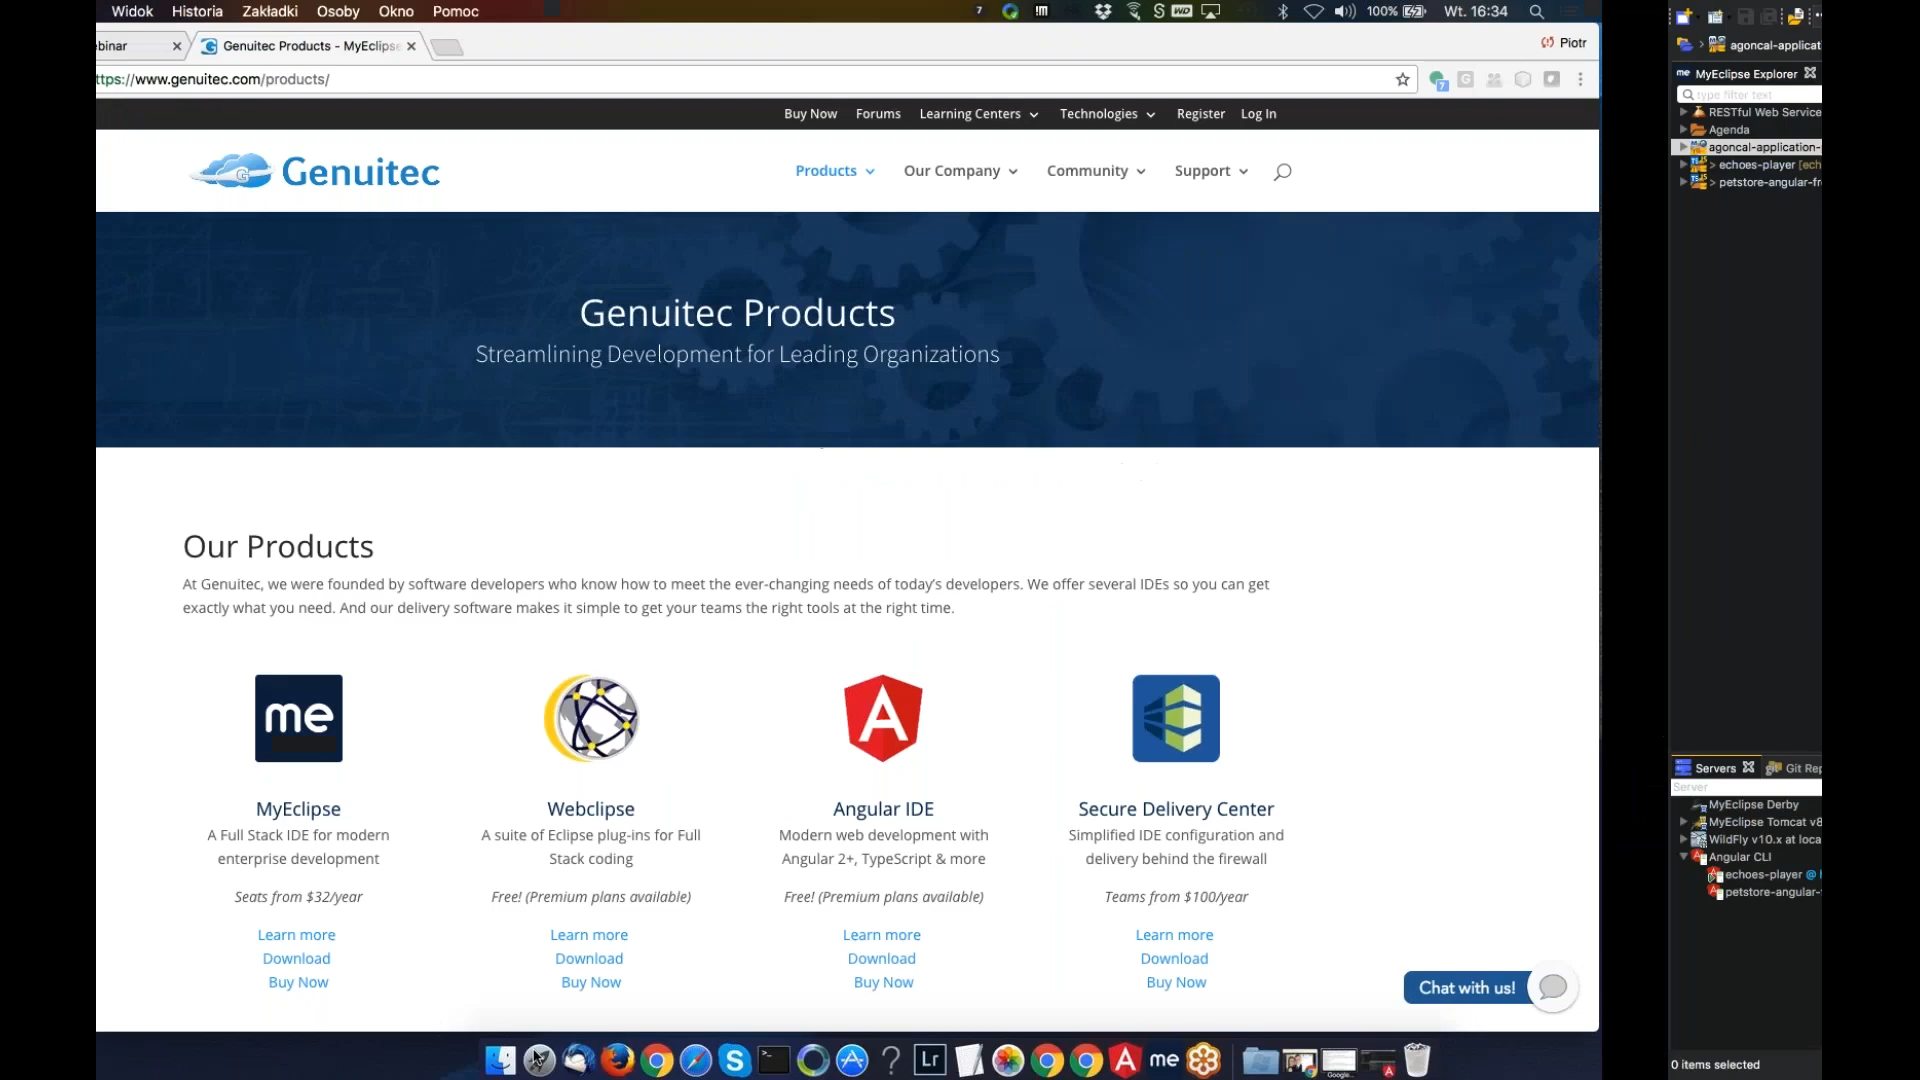 Widok Historia Zakładki Osoby Okno Pomoc
7
!m
S WD
100%
Wt. 16:34
agoncal-applicat
binar
Genuitec Products - MyEclipse
Piotr
ttps://www.genuitec.com/products/
7
G
me MyEclipse Explorer
type filter text
RESTful Web Service
Agenda
agoncal-application-
> echoes-player [ech
> petstore-angular-fr
Buy Now Forums Learning Centers Technologies Register Log In
G
Genuitec
Products Our Company Community Support
Genuitec Products
Streamlining Development for Leading Organizations
Our Products
At Genuitec, we were founded by software developers who know how to meet the ever-changing needs of today's developers. We offer several IDEs so you can get
exactly what you need. And our delivery software makes it simple to get your teams the right tools at the right time.
me
A
MyEclipse
A Full Stack IDE for modern
enterprise development
Seats from $32/year
Learn more
Download
Buy Now
Webclipse
A suite of Eclipse plug-ins for Full
Stack coding
Free! (Premium plans available)
Learn more
Download
Buy Now
Angular IDE
Modern web development with
Angular 2+, TypeScript & more
Free! (Premium plans available)
Learn more
Download
Buy Now
Secure Delivery Center
Simplified IDE configuration and
delivery behind the firewall
Teams from $100/year
Learn more
Download
Buy Now
Chat with us!
Servers Git Rep
Server
MyEclipse Derby
MyEclipse Tomcat v8
WildFly v10.x at loca
Angular CLI
echoes-player @
petstore-angular-
0 items selected
S
?
Lr
A
me
Google...